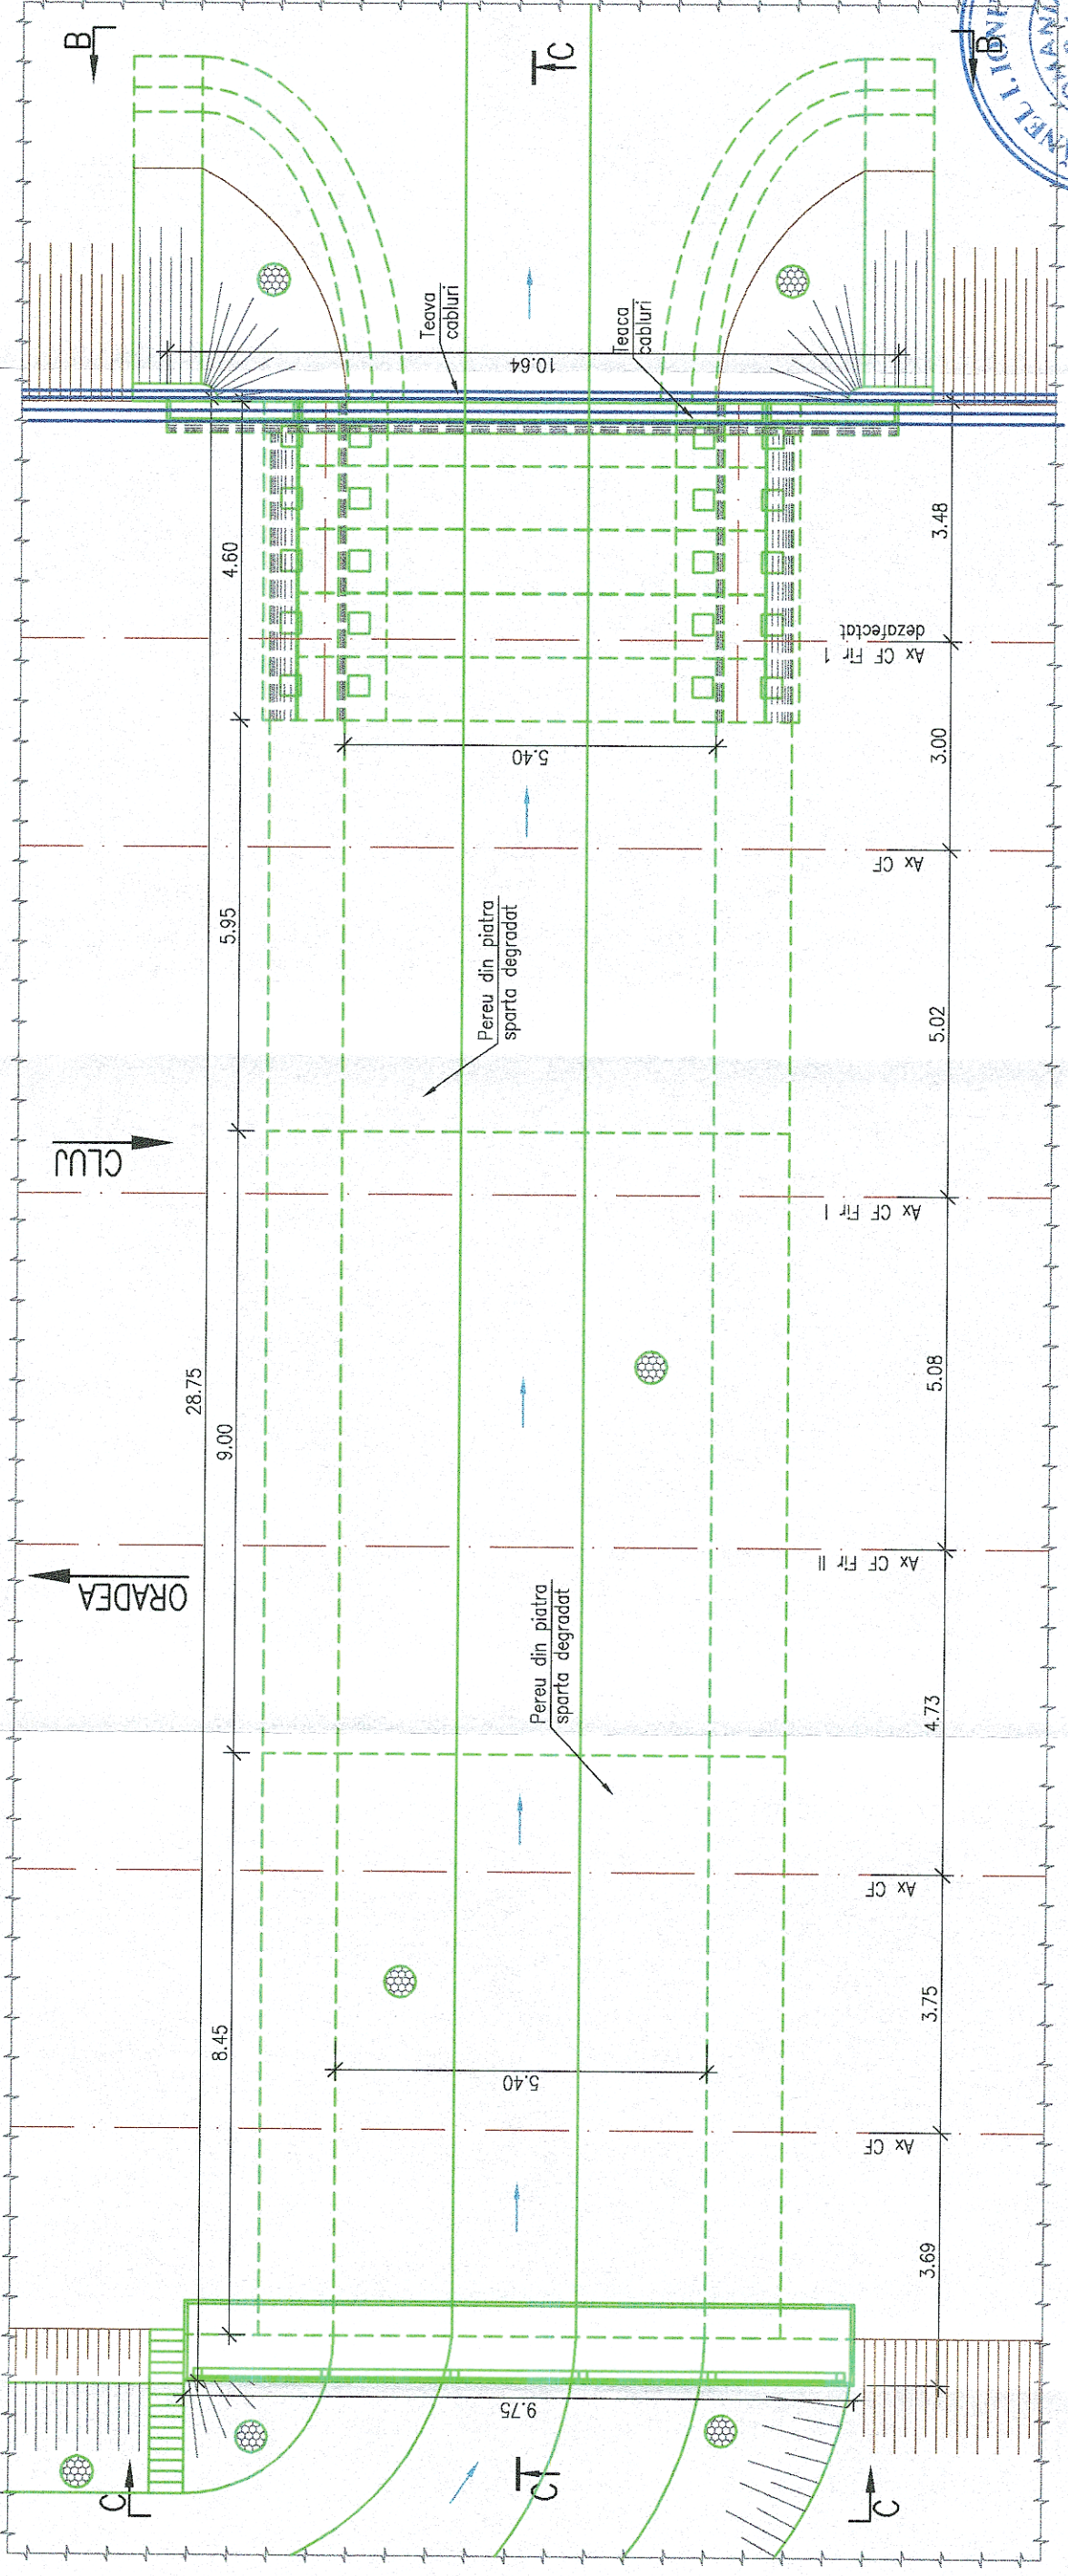 B
C
B
Teava
cabluri
Teaca
cabluri
10.64
4.60
3.48
Ax CF Fir 1
dezafectat
5.40
3.00
Ax CF
5.95
Pereu din piatra
sparta degradat
5.02
CLUJ
Ax CF Fir I
28.75
9.00
5.08
ORADEA
Ax CF Fir II
Pereu din piatra
sparta degradat
4.73
Ax CF
8.45
3.75
5.40
Ax CF
3.69
9.75
C
C1
C